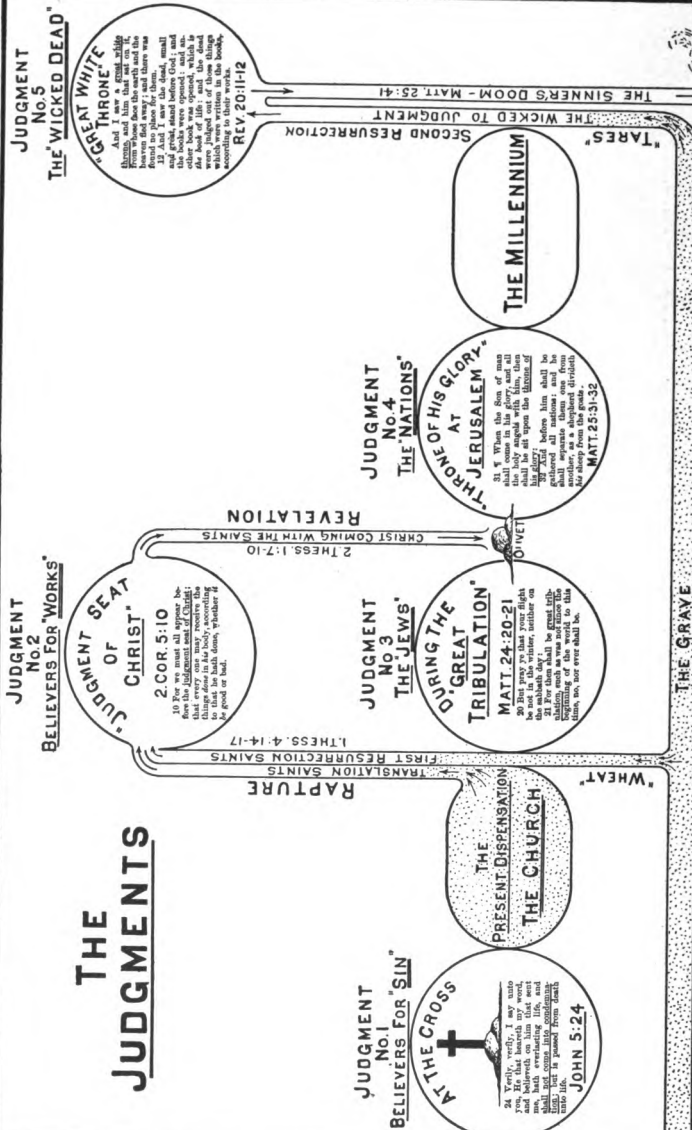 THE
JUDGMENTS
JUDGMENT
No.1
BELIEVERS FOR "SIN"
AT THE CROSS
24 Verily, verily, I say unto
you, He that heareth my word,
and believeth on him that sent
me, hath everlasting life, and
shall not come into condemna-
tion; but is passed from death
unto life.
JOHN 5:24
THE
PRESENT DISPENSATION
THE CHURCH
RAPTURE
TRANSLATION SAINTS
FIRST RESURRECTION SAINTS
1.THESS. 4:14-17
"WHEAT"
JUDGMENT
No.2
BELIEVERS FOR "WORKS"
"JUDGMENT SEAT
OF
CHRIST"
2.COR. 5:10
10 For we must all appear be-
fore the judgment seat of Christ;
that every one may receive the
things done in his body, according
to that he hath done, whether it
be good or bad.
JUDGMENT
No.3
THE "JEWS"
DURING THE
"GREAT
TRIBULATION"
MATT. 24:20-21
20 But pray ye that your flight
be not in the winter, neither on
the sabbath day:
21 For then shall be great trib-
ulation, such as was not since the
beginning of the world to this
time, no, nor ever shall be.
REVELATION
CHRIST COMING WITH THE SAINTS
2.THESS. 1:7-10
OLIVET
JUDGMENT
No.4
THE "NATIONS"
"THRONE OF HIS GLORY"
AT
JERUSALEM
31 ¶ When the Son of man
shall come in his glory, and all
the holy angels with him, then
shall he sit upon the throne of
his glory:
32 And before him shall be
gathered all nations: and he
shall separate them one from
another, as a shepherd divideth
his sheep from the goats.
MATT. 25:31-32
THE MILLENNIUM
JUDGMENT
No.5
THE "WICKED DEAD"
"GREAT WHITE
THRONE"
And I saw a great white
throne, and him that sat on it,
from whose face the earth and the
heaven fled away; and there was
found no place for them.
12 And I saw the dead, small
and great, stand before God; and
the books were opened: and an-
other book was opened, which is
the book of life: and the dead
were judged out of those things
which were written in the books,
according to their works.
REV. 20:11-12
SECOND RESURRECTION
THE WICKED TO JUDGMENT
THE SINNER'S DOOM - MATT. 25:41
"TARES"
THE GRAVE